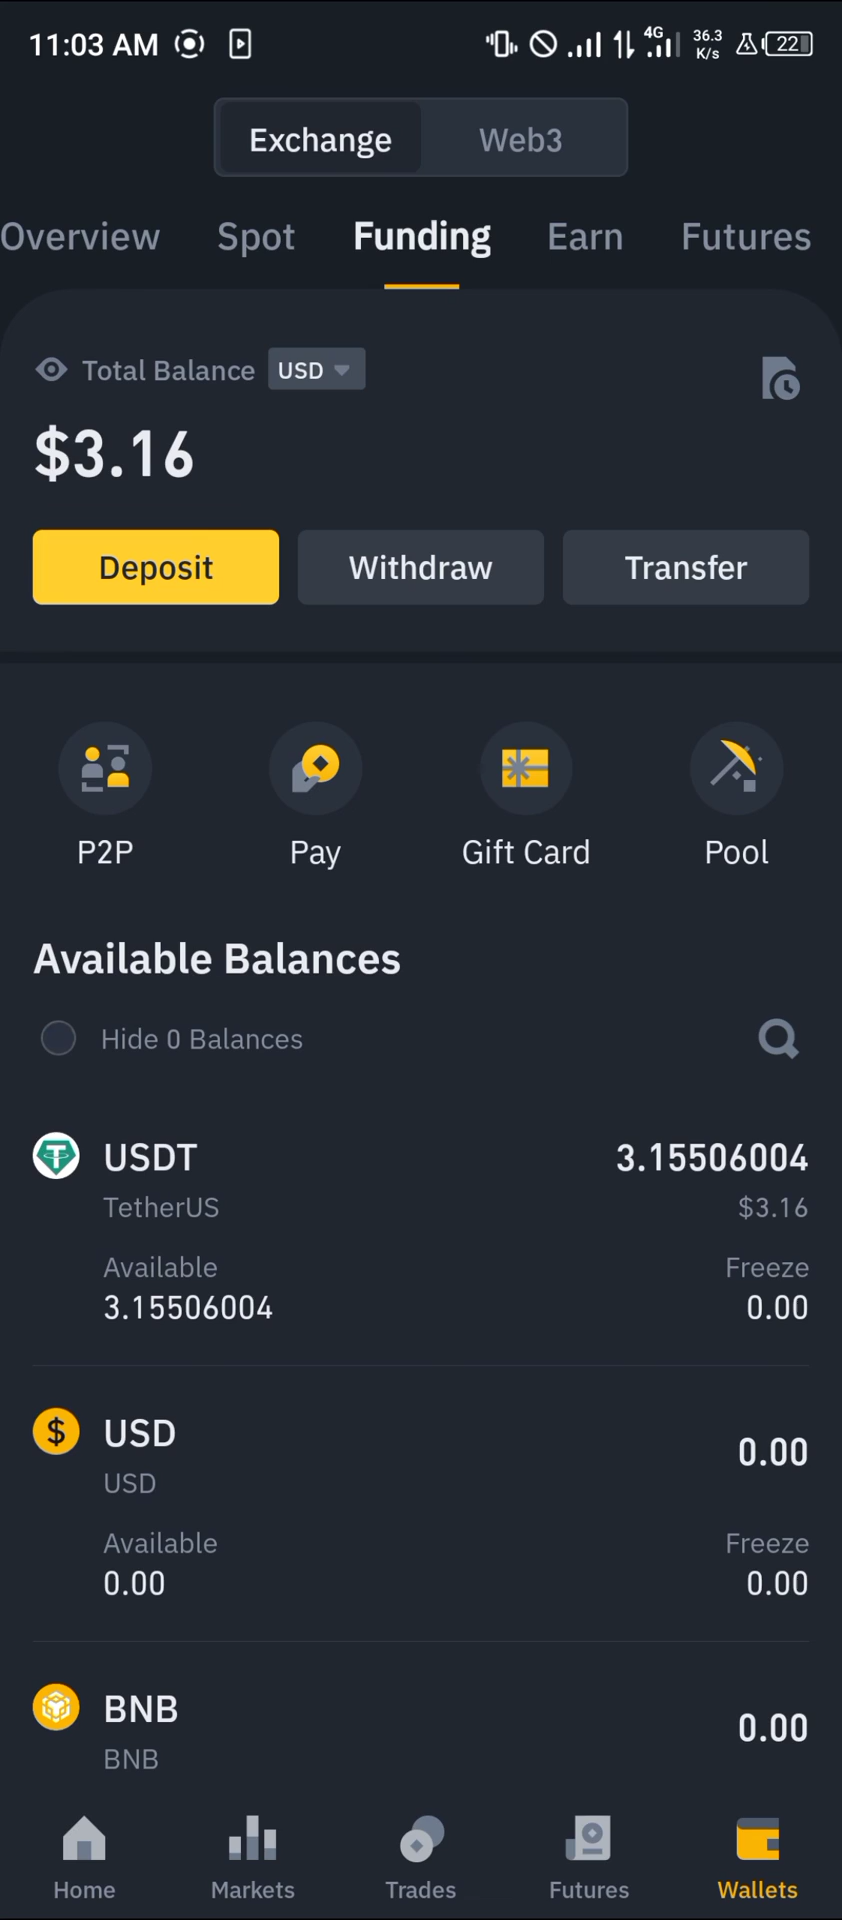 11:03 AM 4G 36.3 K/s 22
Exchange Web3
Overview Spot Funding Earn Futures
Total Balance USD
$3.16
Deposit Withdraw Transfer
P2P Pay Gift Card Pool
Available Balances
Hide 0 Balances
USDT 3.15506004
TetherUS $3.16
Available Freeze
3.15506004 0.00
USD 0.00
USD
Available Freeze
0.00 0.00
BNB 0.00
BNB
Home Markets Trades Futures Wallets